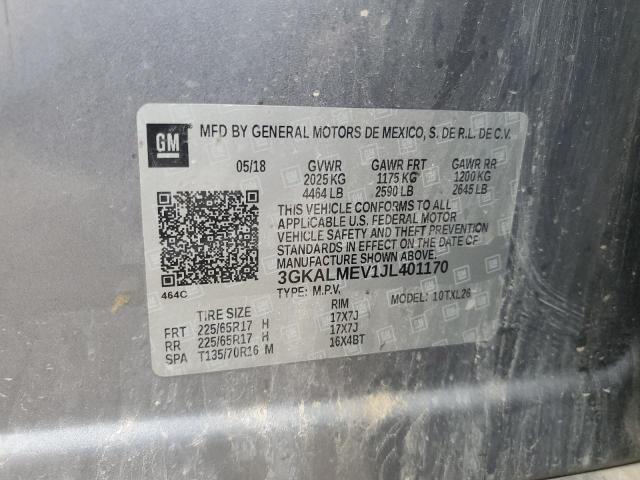 GM MFD BY GENERAL MOTORS DE MEXICO, S. DE R.L. DE C.V.
05/18 GVWR GAWR FRT GAWR RR
2025 KG 1175 KG 1200 KG
4464 LB 2590 LB 2645 LB
THIS VEHICLE CONFORMS TO ALL
APPLICABLE U.S. FEDERAL MOTOR
VEHICLE SAFETY AND THEFT PREVENTION
STANDARDS IN EFFECT ON THE DATE OF
MANUFACTURE SHOWN ABOVE.
3GKALMEV1JL401170
464C TYPE: M.P.V. MODEL: 10TXL26
TIRE SIZE RIM
FRT 225/65R17 H 17X7J
RR 225/65R17 H 17X7J
SPA T135/70R16 M 16X4BT